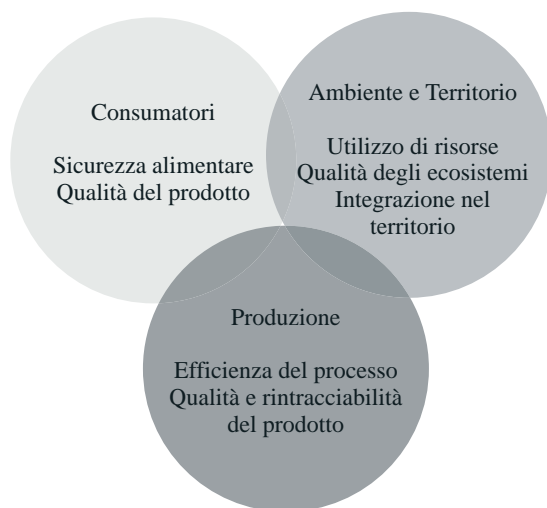 Consumatori
Sicurezza alimentare
Qualità del prodotto
Ambiente e Territorio
Utilizzo di risorse
Qualità degli ecosistemi
Integrazione nel
territorio
Produzione
Efficienza del processo
Qualità e rintracciabilità
del prodotto